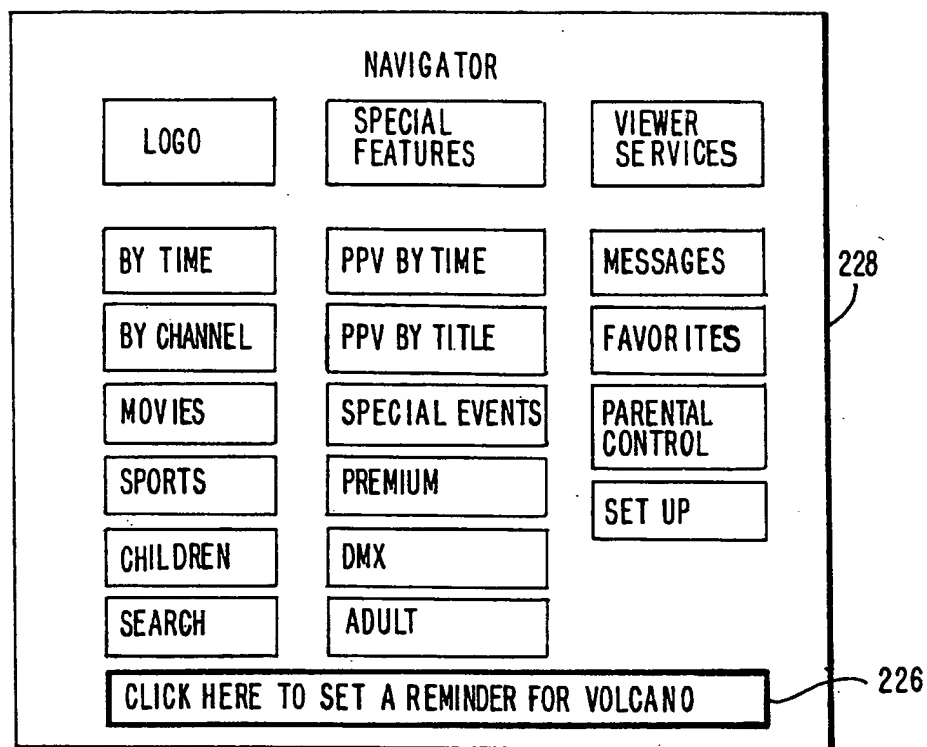 NAVIGATOR
LOGO
SPECIAL
FEATURES
VIEWER
SERVICES
BY TIME
PPV BY TIME
MESSAGES
BY CHANNEL
PPV BY TITLE
FAVORITES
MOVIES
SPECIAL EVENTS
PARENTAL
CONTROL
SPORTS
PREMIUM
SET UP
CHILDREN
DMX
SEARCH
ADULT
CLICK HERE TO SET A REMINDER FOR VOLCANO
228
226